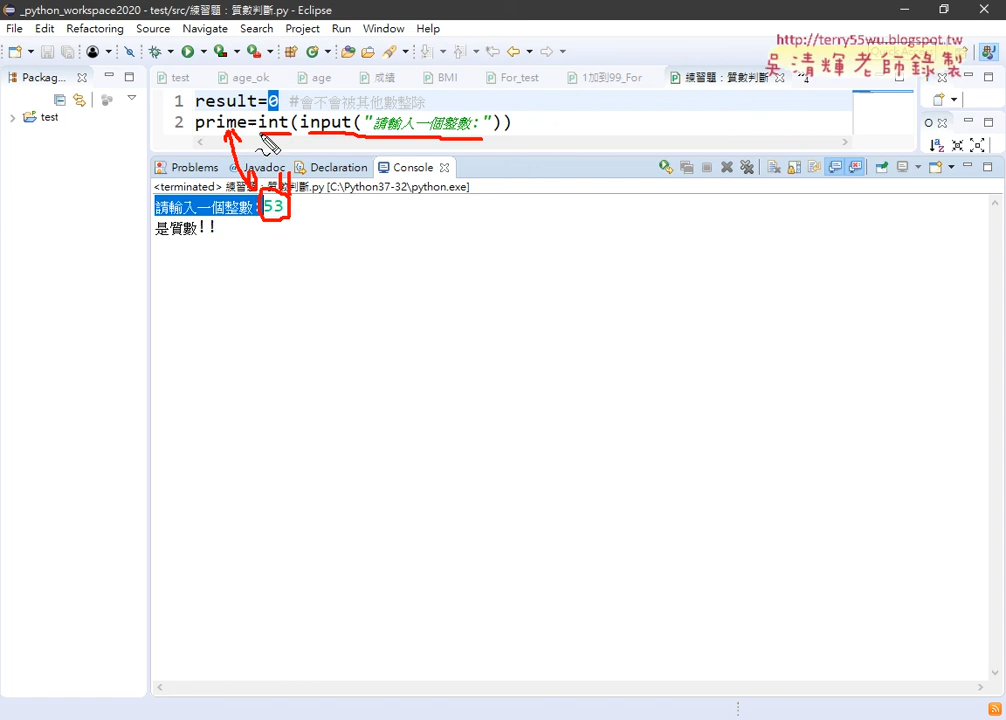 _python_workspace2020 - test/src/練習題：質數判斷.py - Eclipse
File Edit Refactoring Navigate Search Project Run Source Window Help
http://terry55wu.blogspot.tw
吳清輝老師錄製
Packag...
test age_ok age 成績 BMI For_test 1加到99_For 練習題：質數判斷
test
1 result=0 #會不會被其他數整除
2 prime=int(input("請輸入一個整數:"))
Problems Javadoc Declaration Console
<terminated> 練習題：質數判斷.py [C:\Python37-32\python.exe]
請輸入一個整數:53
是質數!!